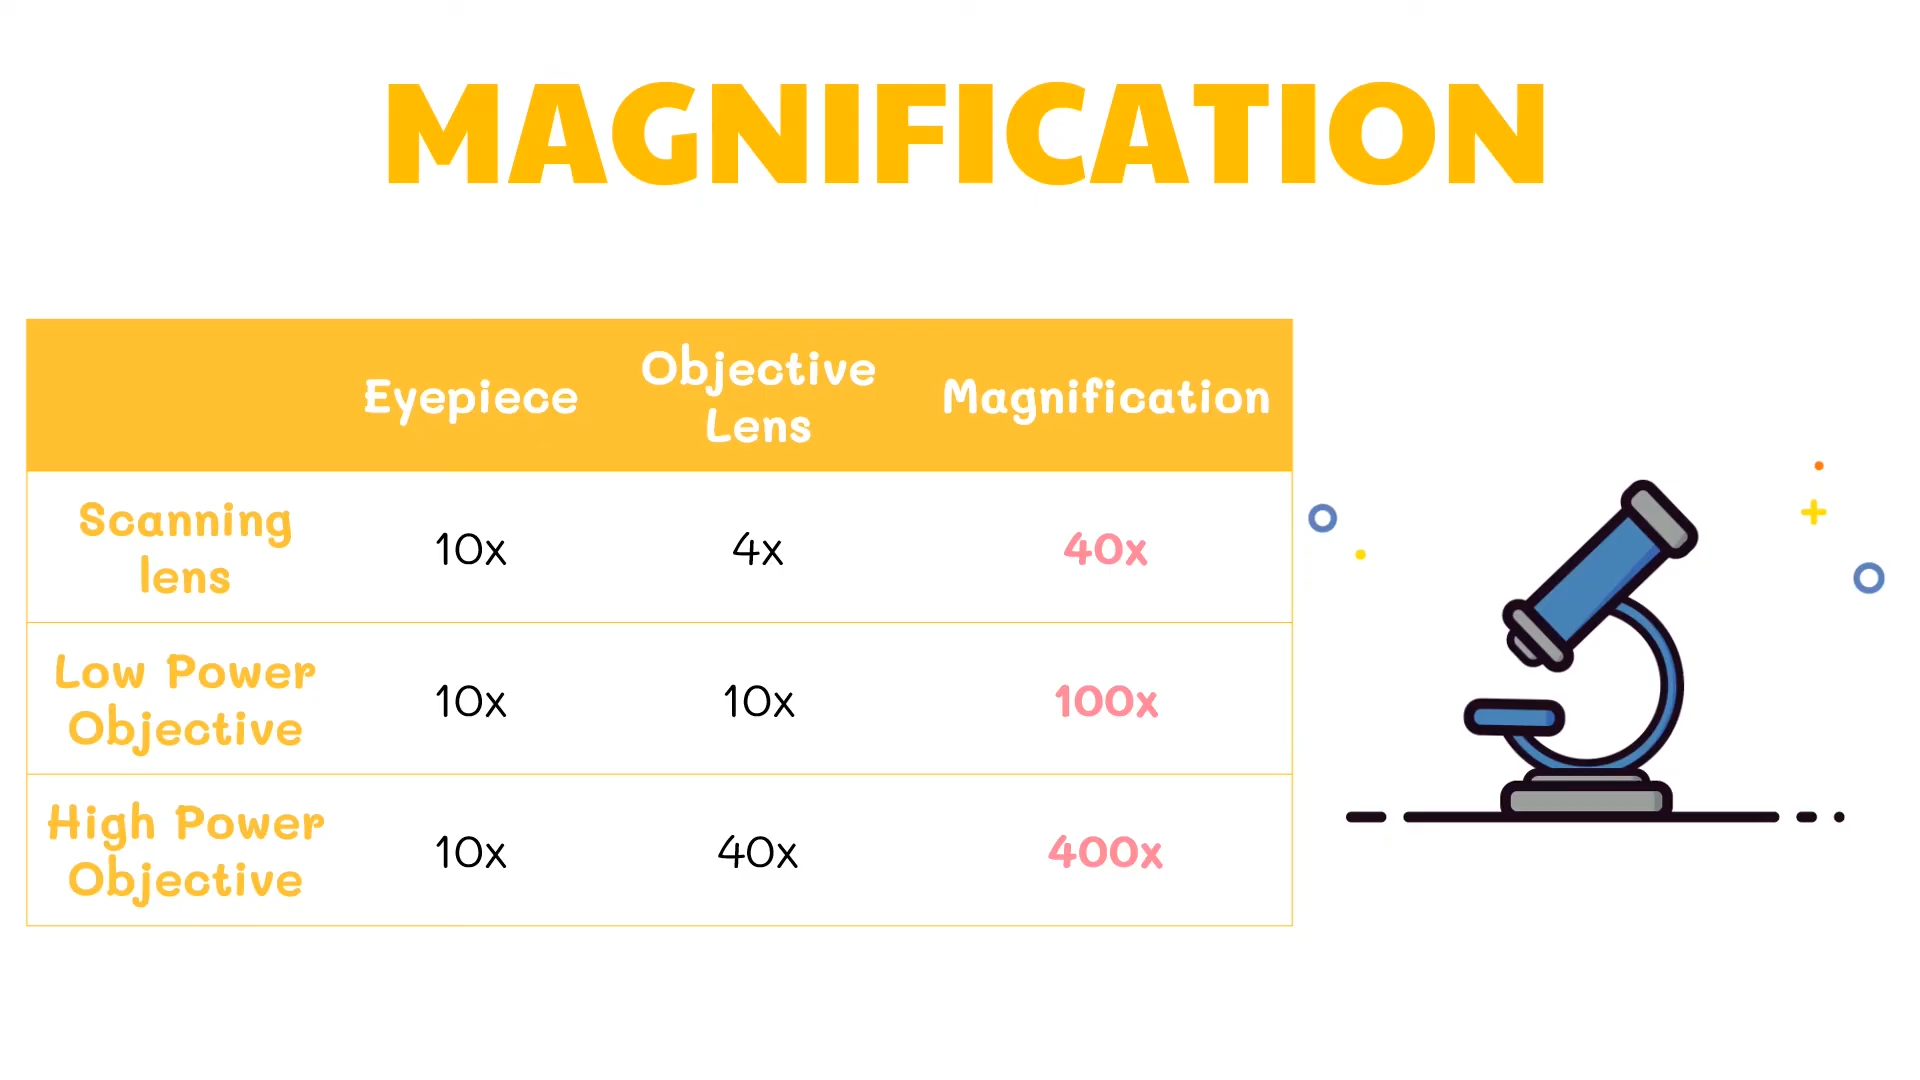 MAGNIFICATION
Eyepiece
Objective
Lens
Magnification
Scanning
lens
10x
4x
40x
Low Power
Objective
10x
10x
100x
High Power
Objective
10x
40x
400x